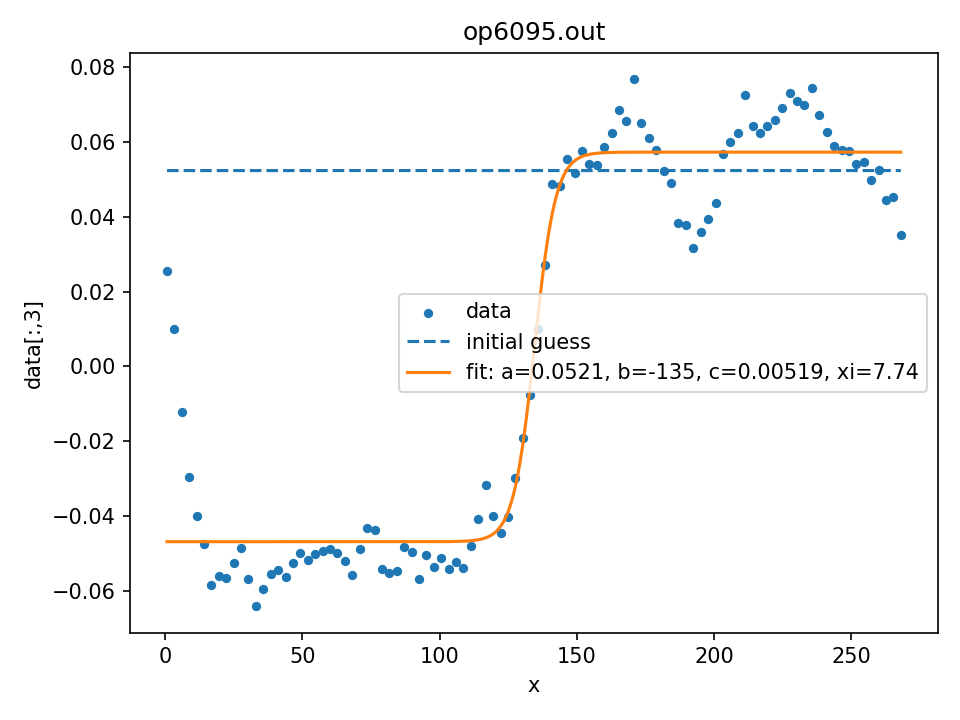 op6095.out
0.08
0.06
0.04
0.02
0.00
−0.02
−0.04
−0.06
data[:,3]
data
initial guess
fit: a=0.0521, b=-135, c=0.00519, xi=7.74
0 50 100 150 200 250
x